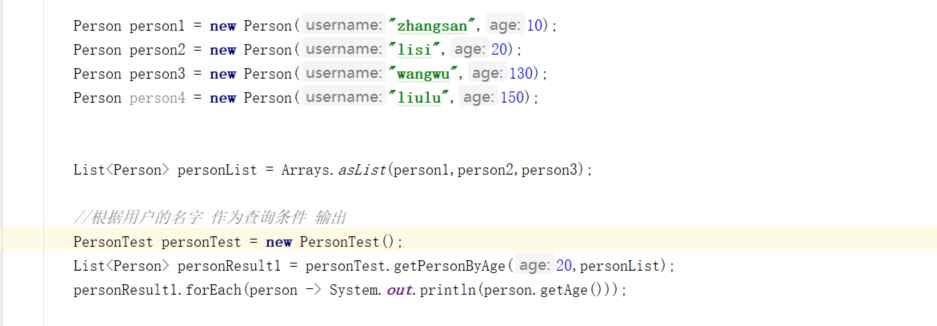 Person person1 = new Person( username: "zhangsan", age: 10);
Person person2 = new Person( username: "lisi", age: 20);
Person person3 = new Person( username: "wangwu", age: 130);
Person person4 = new Person( username: "liulu", age: 150);
List<Person> personList = Arrays.asList(person1,person2,person3);
//根据用户的名字 作为查询条件 输出
PersonTest personTest = new PersonTest();
List<Person> personResult1 = personTest.getPersonByAge( age: 20,personList);
personResult1.forEach(person -> System.out.println(person.getAge()));